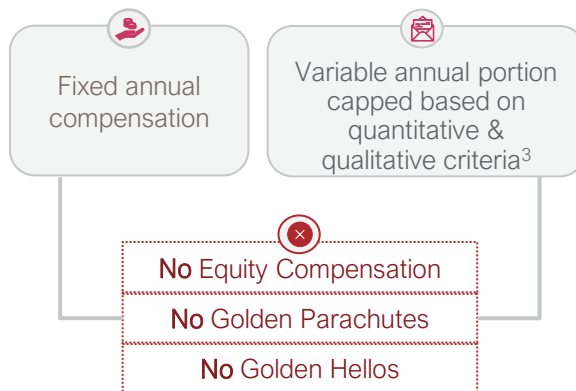 Fixed annual
compensation
Variable annual portion
capped based on
quantitative &
qualitative criteria³
No Equity Compensation
No Golden Parachutes
No Golden Hellos